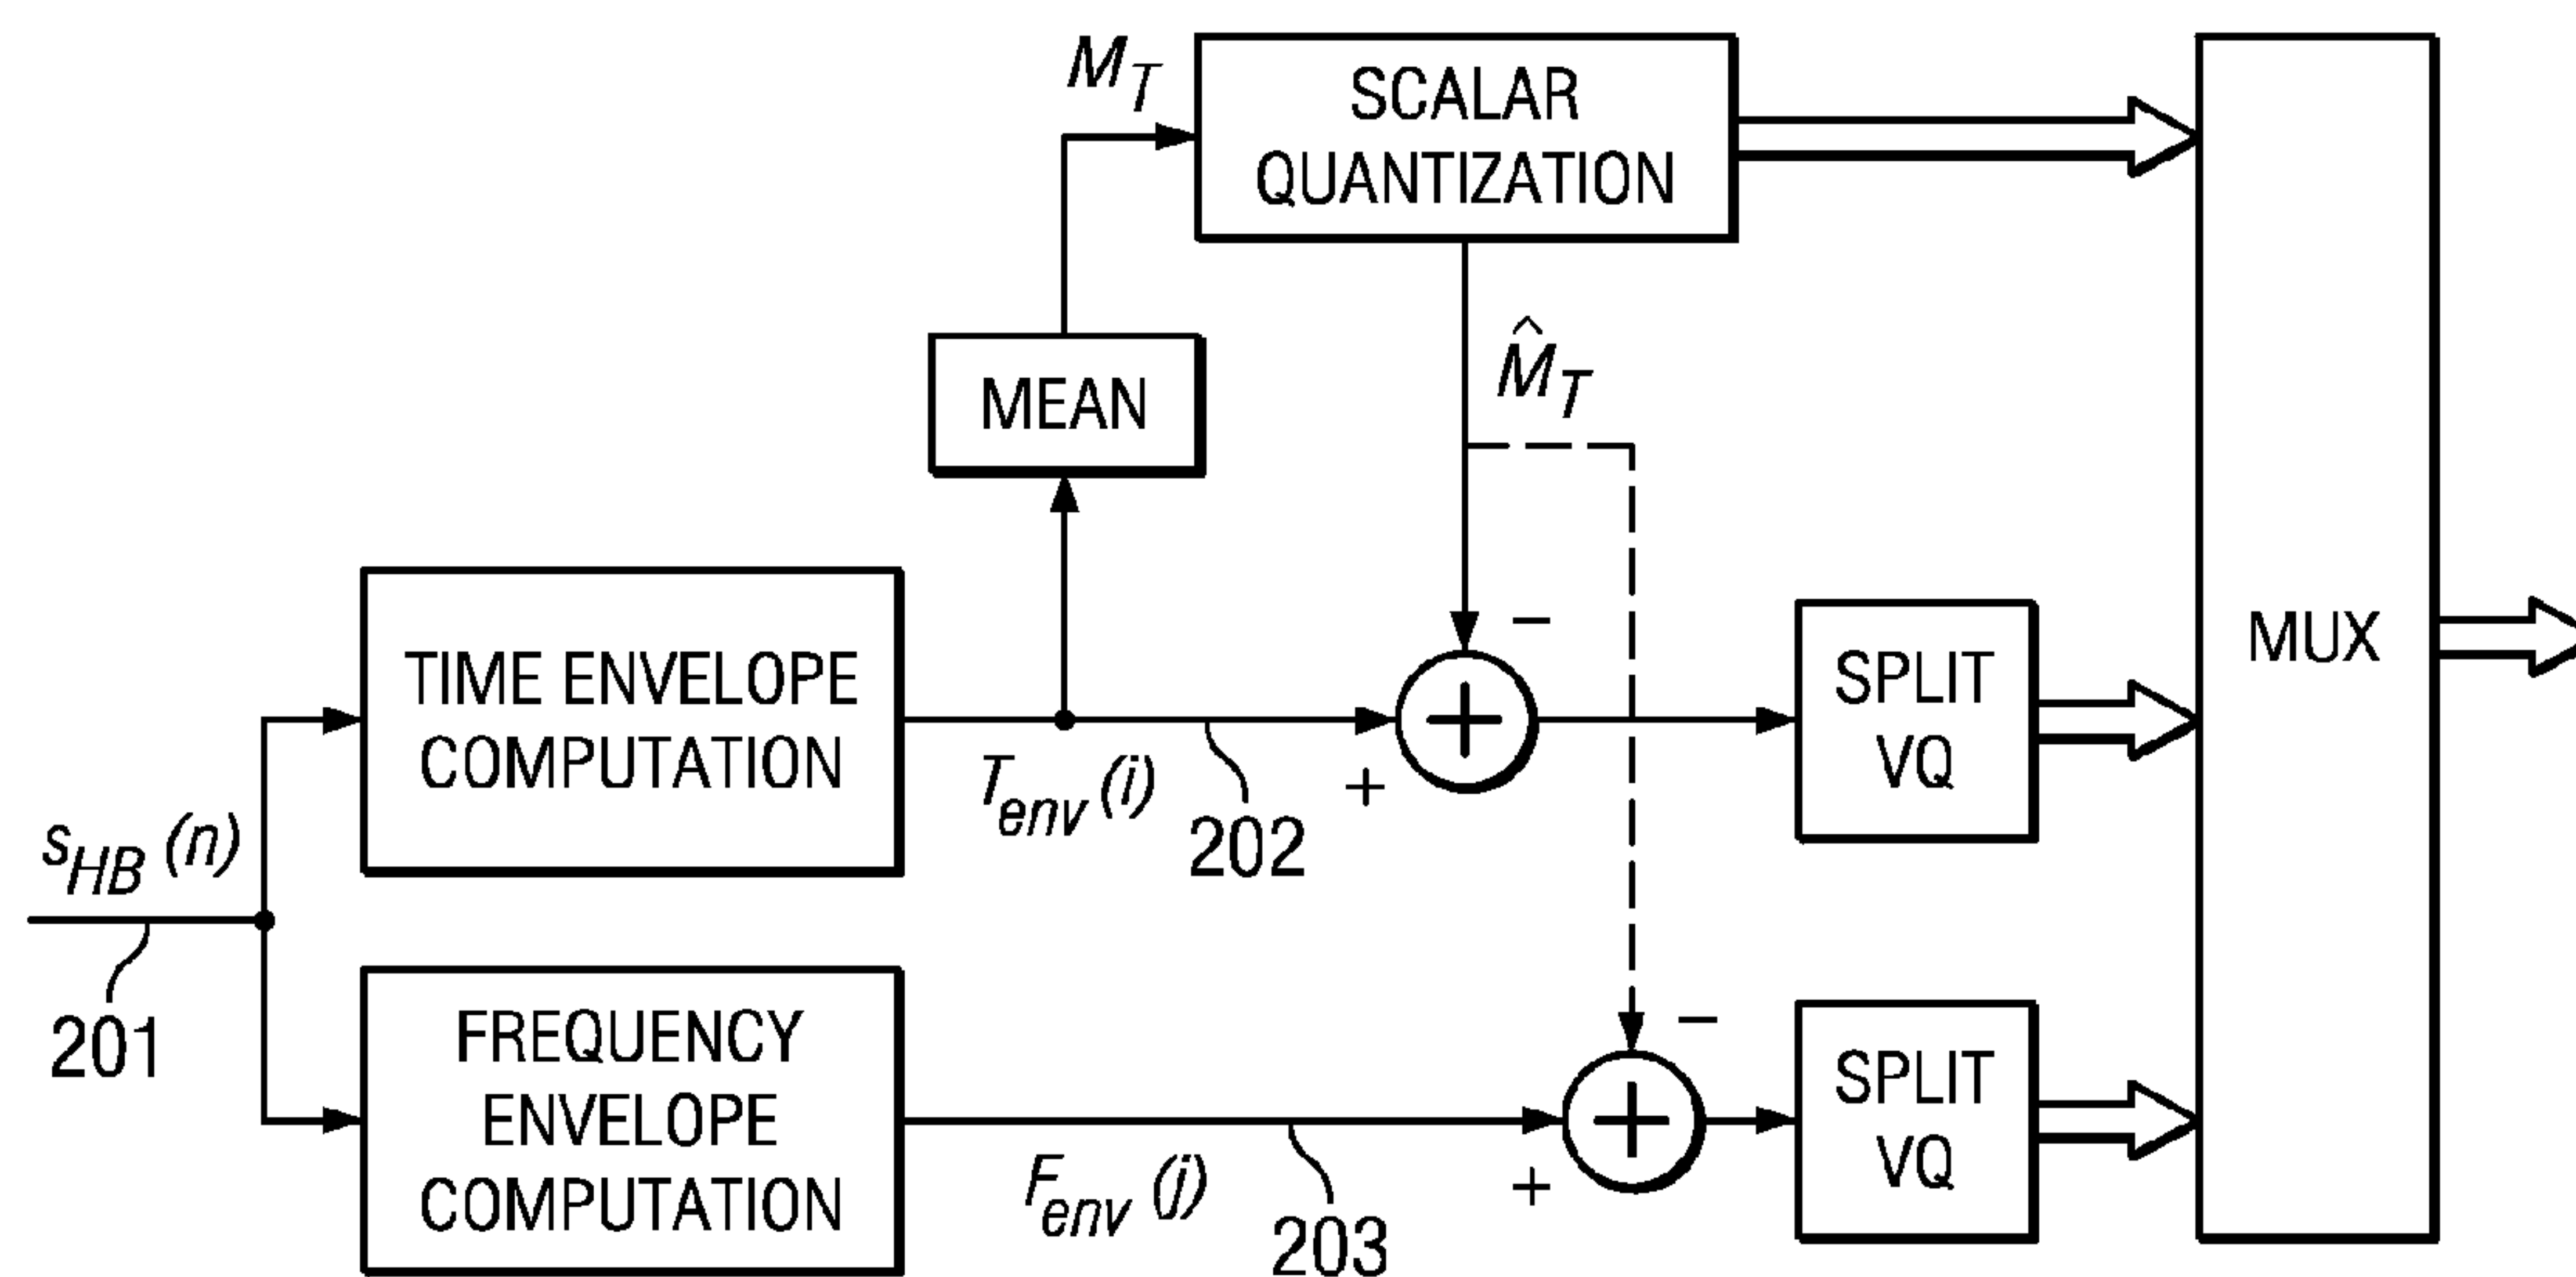 M_T
SCALAR
QUANTIZATION
M̂_T
MEAN
TIME ENVELOPE
COMPUTATION
T_env (i)
202
+
−
+
SPLIT
VQ
MUX
s_HB (n)
201
FREQUENCY
ENVELOPE
COMPUTATION
F_env (j)
203
+
−
+
SPLIT
VQ